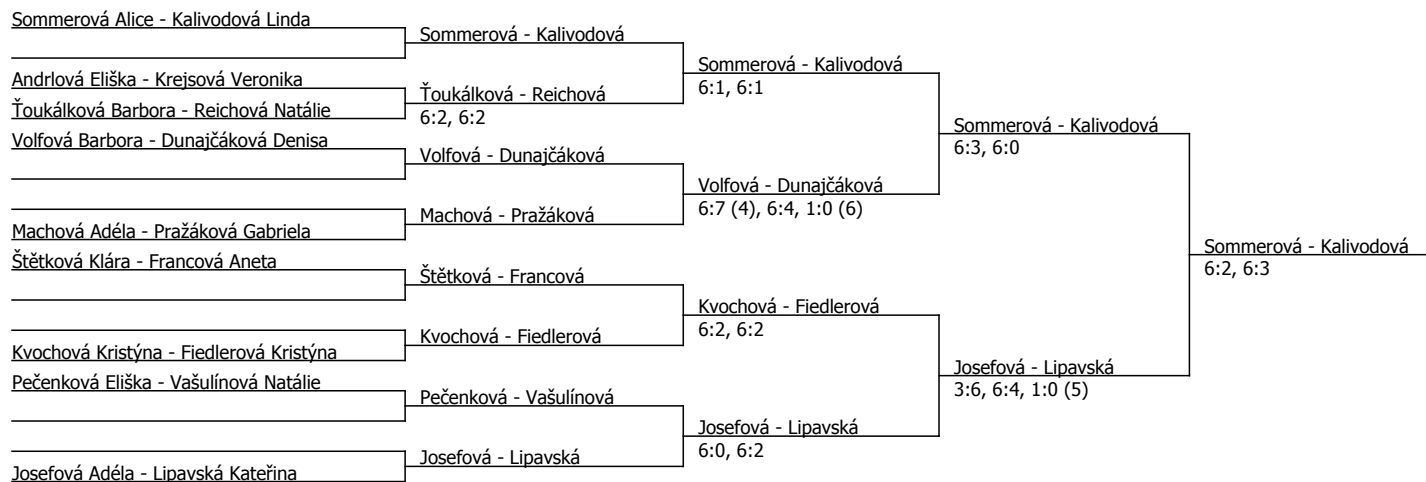 Sommerová Alice - Kalivodová Linda
Andrlová Eliška - Krejsová Veronika
Ťoukálková Barbora - Reichová Natálie
Volfová Barbora - Dunajčáková Denisa
Machová Adéla - Pražáková Gabriela
Štětková Klára - Francová Aneta
Kvochová Kristýna - Fiedlerová Kristýna
Pečenková Eliška - Vašulínová Natálie
Josefová Adéla - Lipavská Kateřina
Sommerová - Kalivodová
Ťoukálková - Reichová
6:2, 6:2
Volfová - Dunajčáková
Machová - Pražáková
Štětková - Francová
Kvochová - Fiedlerová
Pečenková - Vašulínová
Josefová - Lipavská
Sommerová - Kalivodová
6:1, 6:1
Volfová - Dunajčáková
6:7 (4), 6:4, 1:0 (6)
Kvochová - Fiedlerová
6:2, 6:2
Josefová - Lipavská
6:0, 6:2
Sommerová - Kalivodová
6:3, 6:0
Josefová - Lipavská
3:6, 6:4, 1:0 (5)
Sommerová - Kalivodová
6:2, 6:3